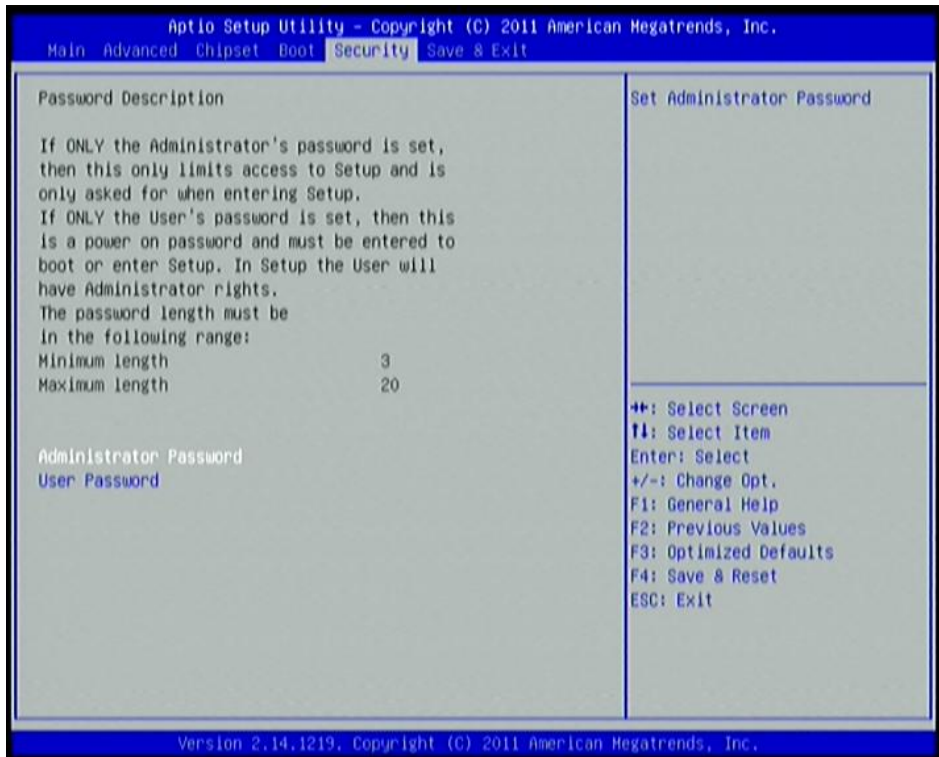 Aptio Setup Utility - Copyright (C) 2011 American Megatrends, Inc.
Main Advanced Chipset Boot Security Save & Exit
Password Description
If ONLY the Administrator's password is set,
then this only limits access to Setup and is
only asked for when entering Setup.
If ONLY the User's password is set, then this
is a power on password and must be entered to
boot or enter Setup. In Setup the User will
have Administrator rights.
The password length must be
in the following range:
Minimum length 3
Maximum length 20
Administrator Password
User Password
Set Administrator Password
→←: Select Screen
↑↓: Select Item
Enter: Select
+/-: Change Opt.
F1: General Help
F2: Previous Values
F3: Optimized Defaults
F4: Save & Reset
ESC: Exit
Version 2.14.1219. Copyright (C) 2011 American Megatrends, Inc.